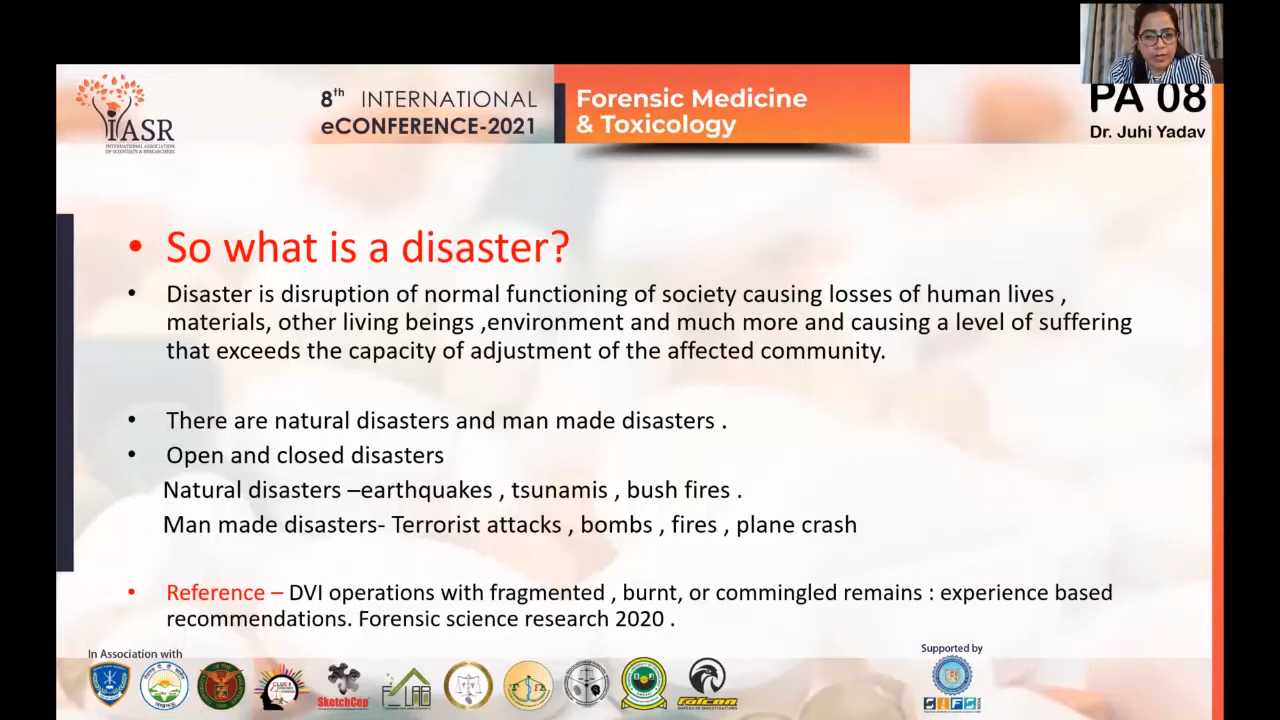 8th INTERNATIONAL
eCONFERENCE-2021
Forensic Medicine
& Toxicology
PA 08
Dr. Juhi Yadav
iASR
INTERNATIONAL ASSOCIATION
OF SCIENTISTS & RESEARCHERS
• So what is a disaster?
• Disaster is disruption of normal functioning of society causing losses of human lives ,
materials, other living beings ,environment and much more and causing a level of suffering
that exceeds the capacity of adjustment of the affected community.
• There are natural disasters and man made disasters .
• Open and closed disasters
Natural disasters –earthquakes , tsunamis , bush fires .
Man made disasters- Terrorist attacks , bombs , fires , plane crash
• Reference – DVI operations with fragmented , burnt, or commingled remains : experience based
recommendations. Forensic science research 2020 .
In Association with
Supported by
SketchCop
LAB
falcon
SIFS